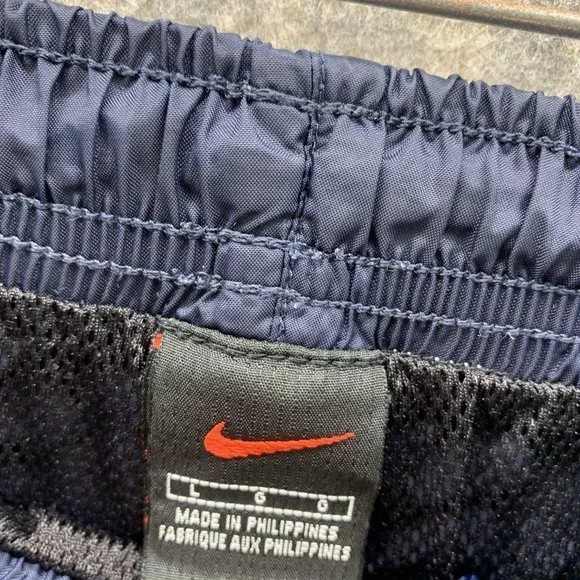 L G G
MADE IN PHILIPPINES
FABRIQUE AUX PHILIPPINES